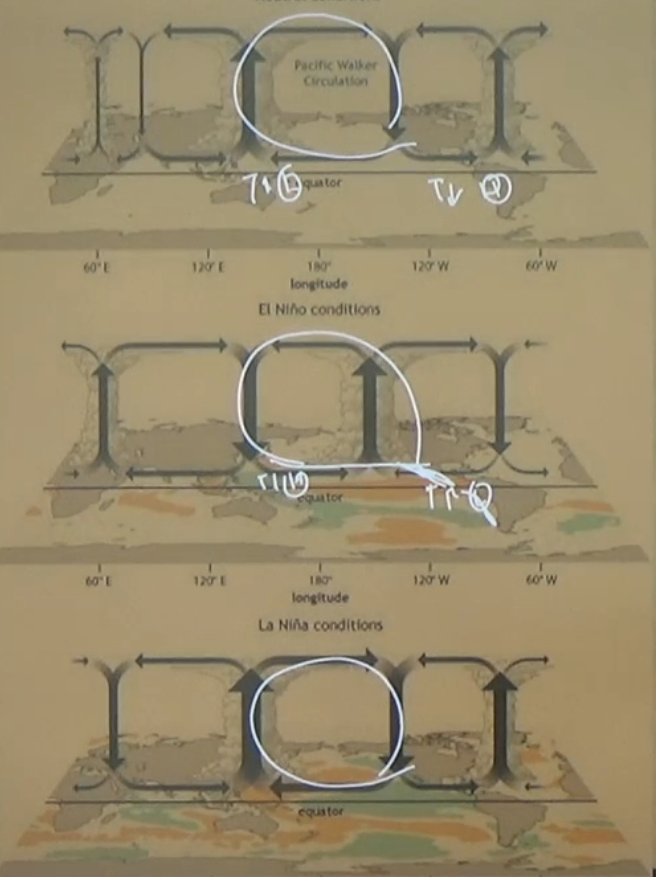 Pacific Walker
Circulation
equator
60° E 120° E 180° 120° W 60° W
longitude
El Niño conditions
equator
60° E 120° E 180° 120° W 60° W
longitude
La Niña conditions
equator